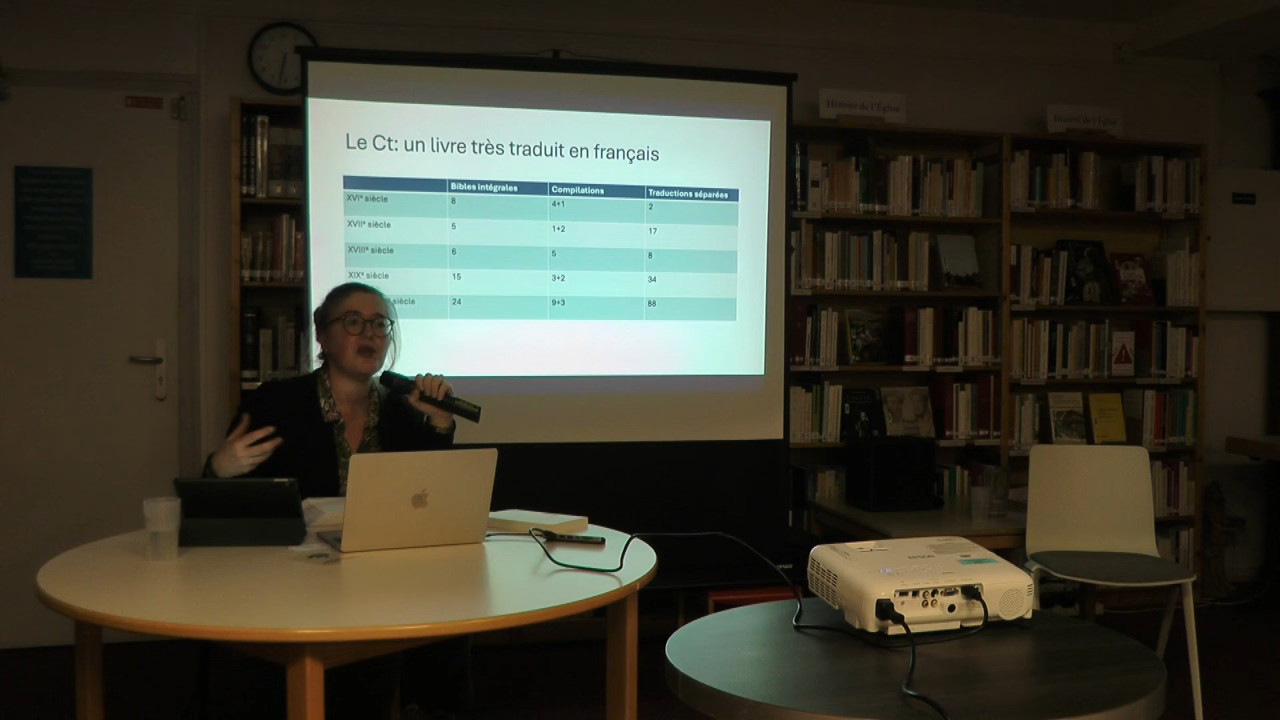 Le Ct: un livre très traduit en français
Bibles intégrales Compilations Traductions séparées
XVIᵉ siècle 8 4+1 2
XVIIᵉ siècle 5 1+2 17
XVIIIᵉ siècle 6 5 8
XIXᵉ siècle 15 3+2 34
siècle 24 9+3 88
Histoire de l'Église
Histoire de l'Église
EPSON